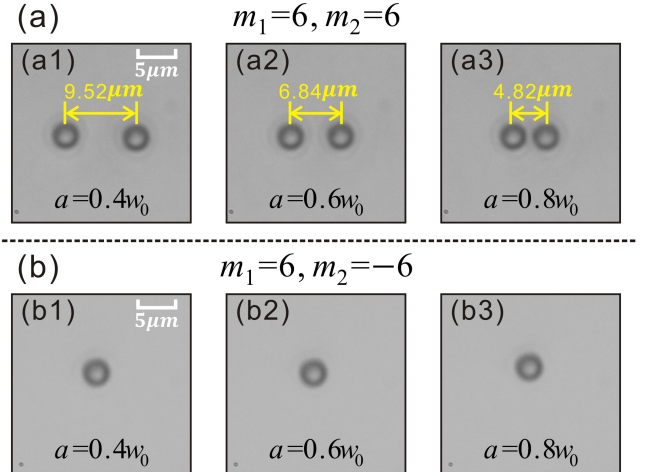 (a) m₁=6, m₂=6
(a1) 5μm
9.52μm
a=0.4w₀
(a2)
6.84μm
a=0.6w₀
(a3)
4.82μm
a=0.8w₀
(b) m₁=6, m₂=−6
(b1) 5μm
a=0.4w₀
(b2)
a=0.6w₀
(b3)
a=0.8w₀